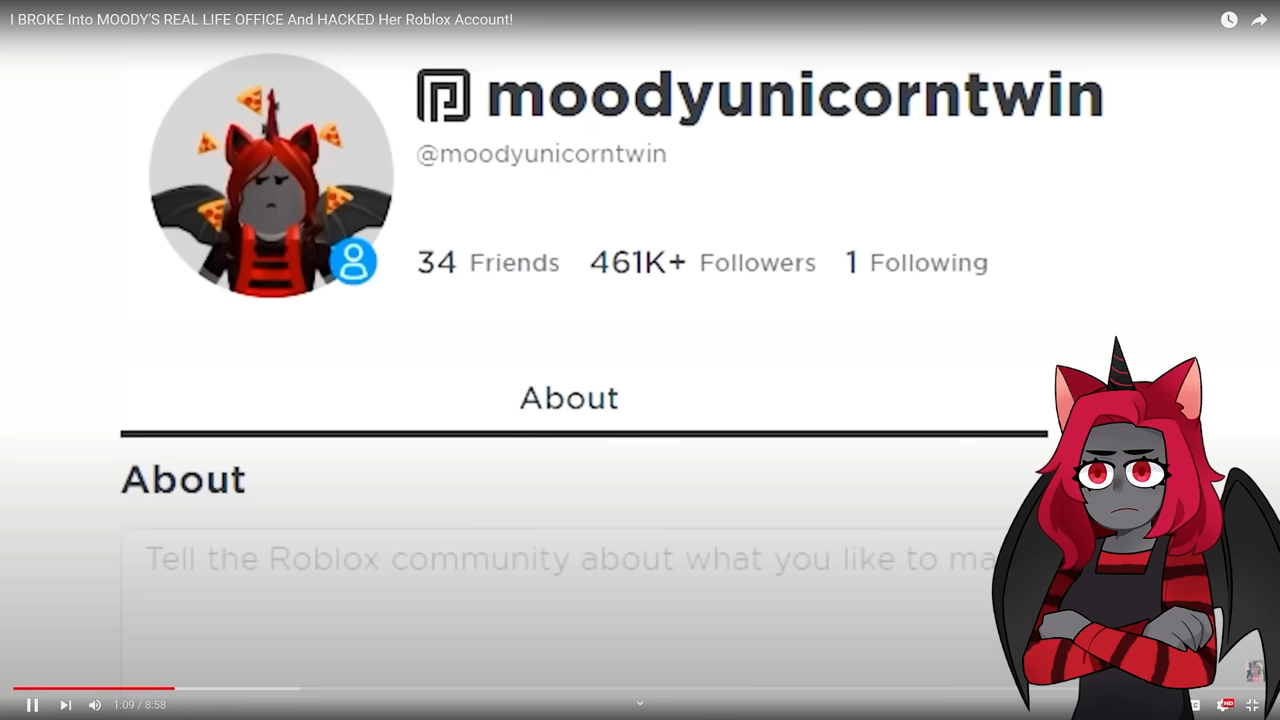 I BROKE Into MOODY'S REAL LIFE OFFICE And HACKED Her Roblox Account!
moodyunicorntwin
@moodyunicorntwin
34 Friends 461K+ Followers 1 Following
About
About
Tell the Roblox community about what you like to ma
1:09 / 8:58
HD